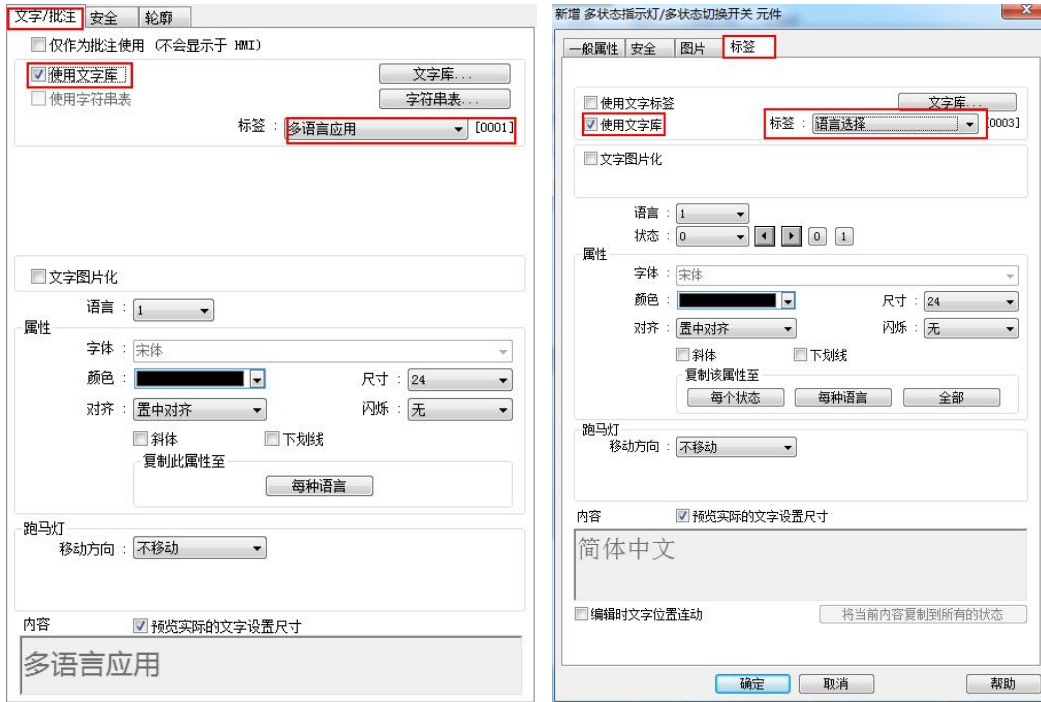 文字/批注 安全 轮廓
仅作为批注使用 (不会显示于 HMI)
使用文字库 文字库...
使用字符串表 字符串表...
标签 : 多语言应用 [0001]
文字图片化
语言 : 1
属性
字体 : 宋体
颜色 : 尺寸 : 24
对齐 : 置中对齐 闪烁 : 无
斜体 下划线
复制此属性至
每种语言
跑马灯
移动方向 : 不移动
内容 预览实际的文字设置尺寸
多语言应用
新增 多状态指示灯/多状态切换开关 元件
一般属性 安全 图片 标签
使用文字标签 文字库...
使用文字库 标签 : 语言选择 [0003]
文字图片化
语言 : 1
状态 : 0 0 1
属性
字体 : 宋体
颜色 : 尺寸 : 24
对齐 : 置中对齐 闪烁 : 无
斜体 下划线
复制该属性至
每个状态 每种语言 全部
跑马灯
移动方向 : 不移动
内容 预览实际的文字设置尺寸
简体中文
编辑时文字位置连动 将当前内容复制到所有的状态
确定 取消 帮助